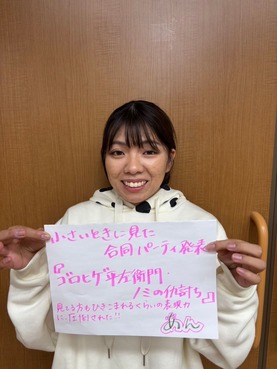 小さいときに見た
合同パーティ発表
『ゴロヒゲ平左衛門
ノミの仇討ち』
見てる方もひきこまれるくらいの表現力
に、圧倒された!!
あん